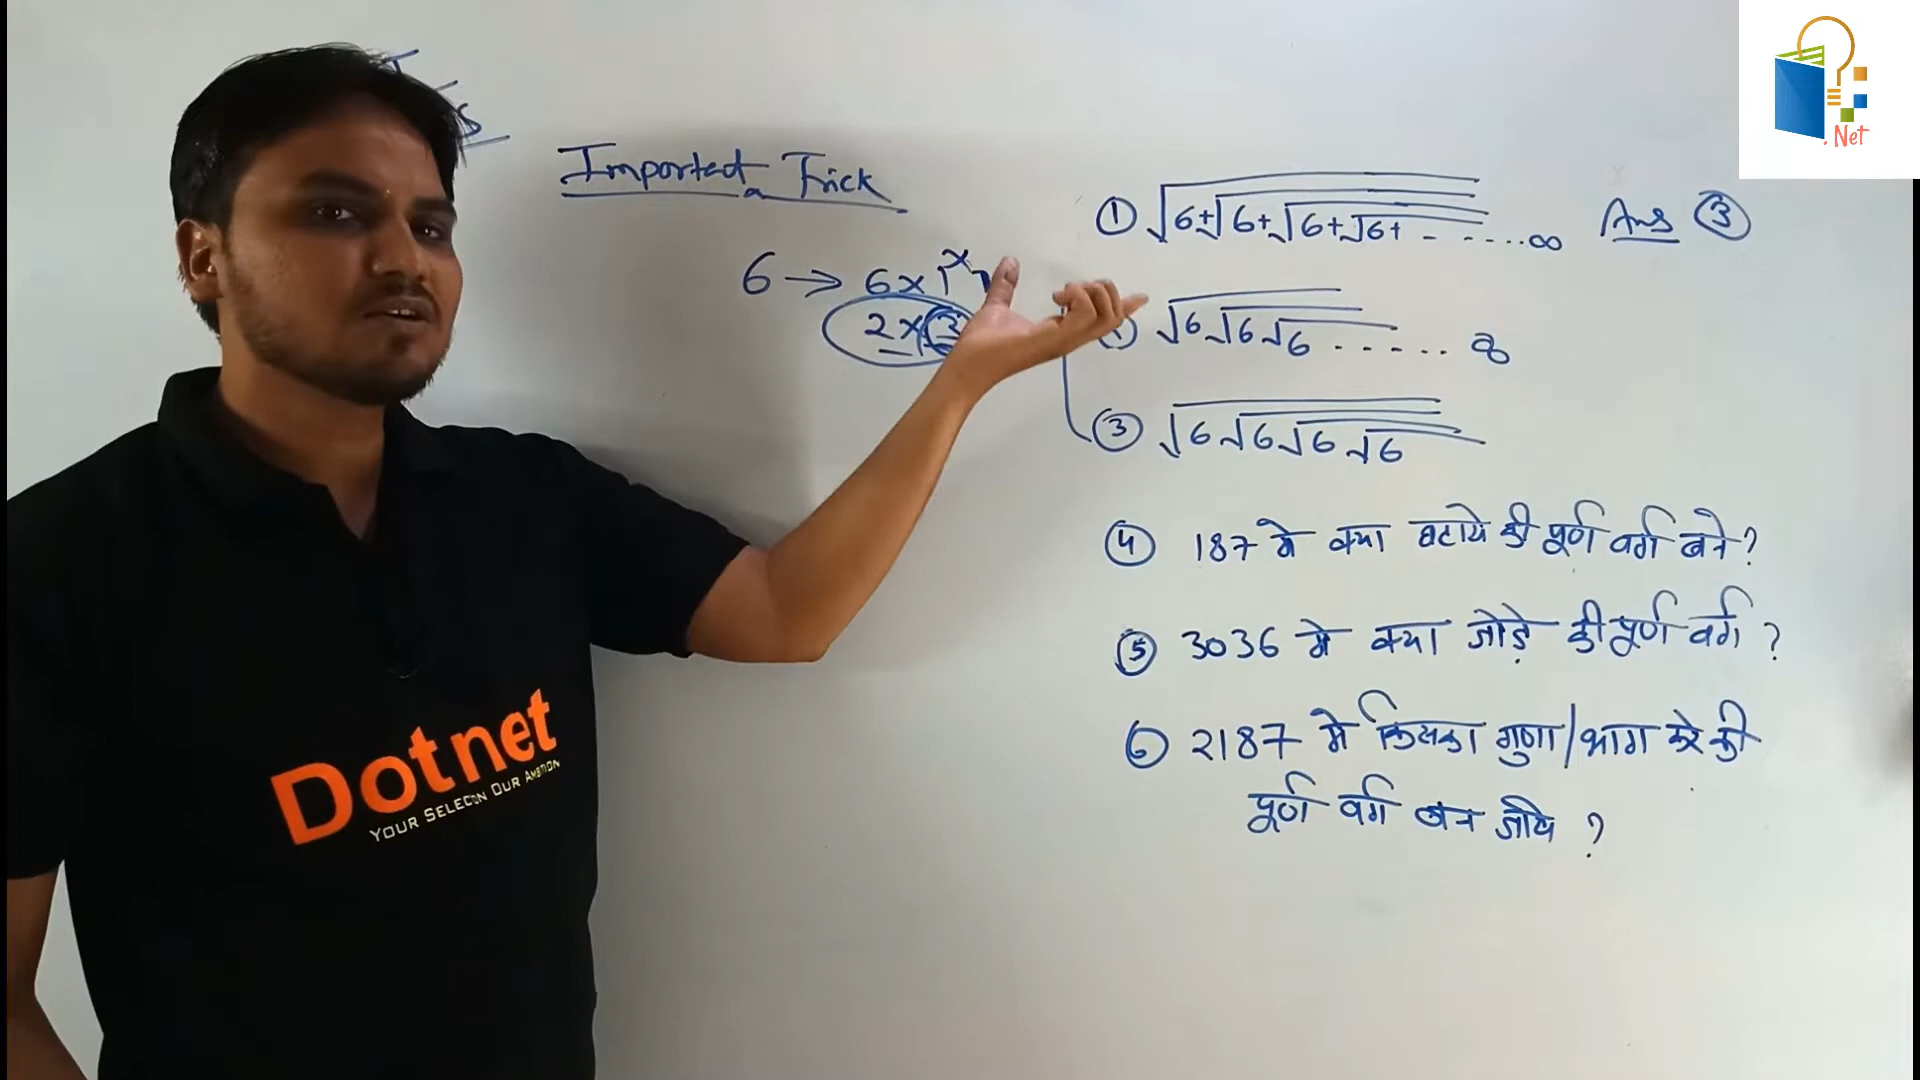 Imported Trick
6 → 6×1×
2×3
① √6+√6+√6+√6+ - ----∞ Ans ③
√6√6√6 ------ ∞
③ √6√6√6√6
④ 187 मे क्या घटाये की पूर्ण वर्ग बने?
⑤ 3036 मे क्या जोड़े की पूर्ण वर्ग?
⑥ 2187 मे किसका गुणा/भाग करे की
पूर्ण वर्ग बन जाये ?
Dotnet
YOUR SELECON OUR AMBITION
.Net